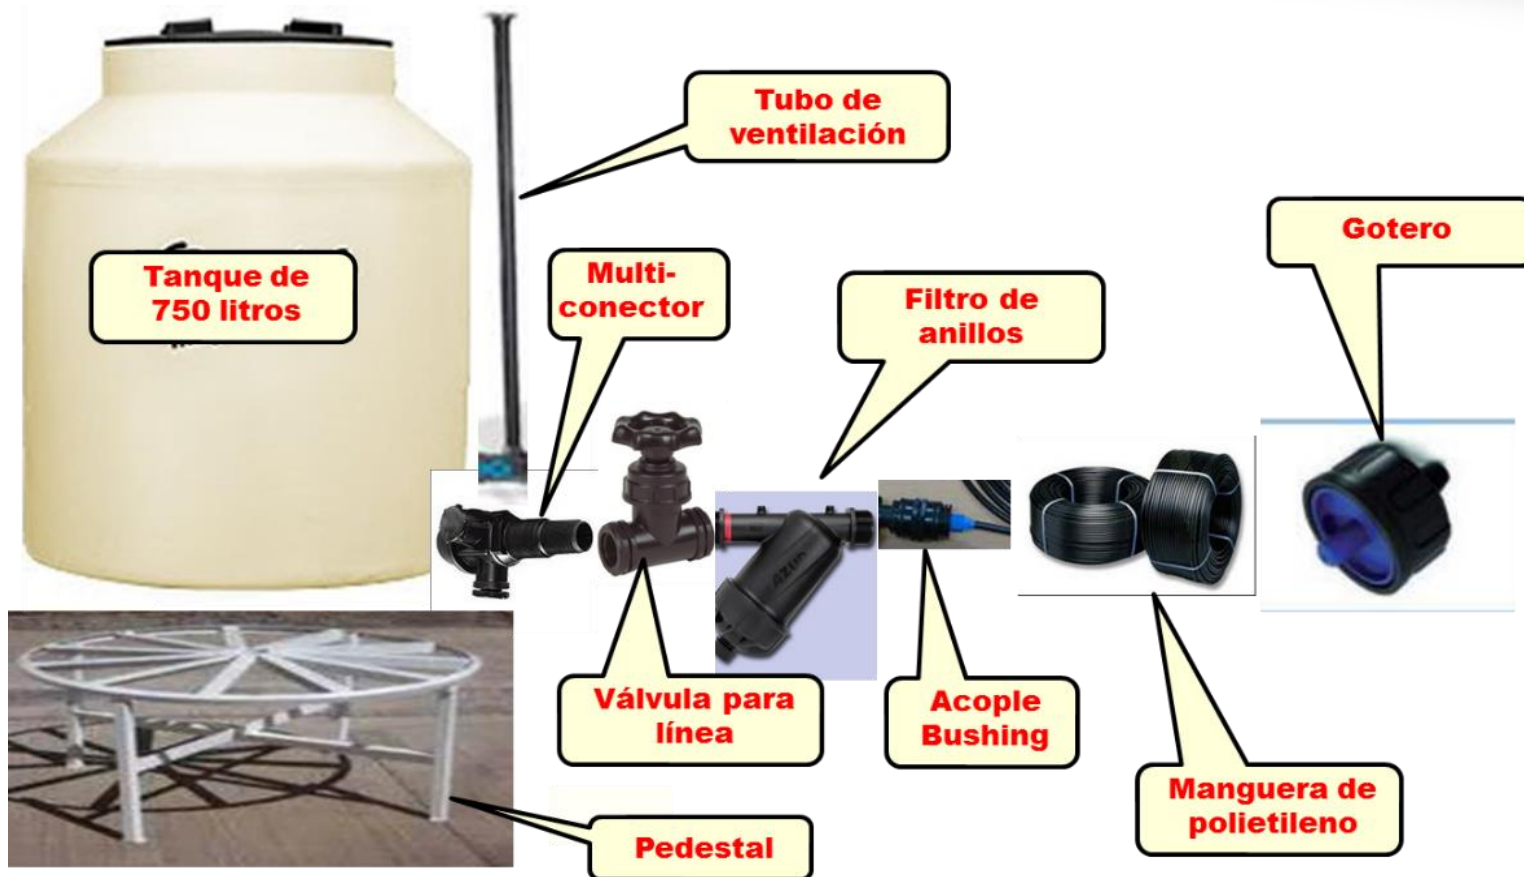 Tubo de
ventilación
Gotero
Tanque de
750 litros
Multi-
conector
Filtro de
anillos
AZUD
Válvula para
línea
Acople
Bushing
Manguera de
polietileno
Pedestal